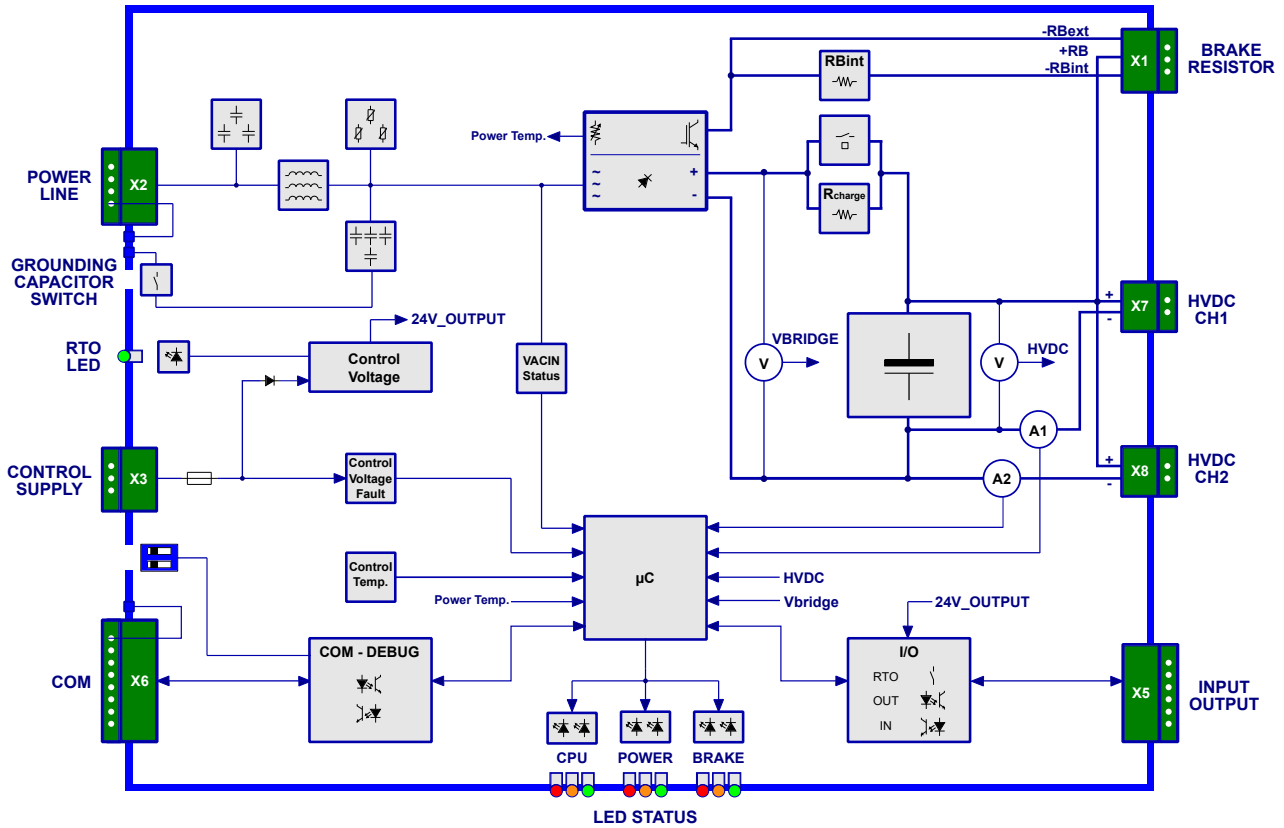 -RBext
+RB
-RBint
X1
BRAKE
RESISTOR
RBint
Power Temp.
POWER
LINE
X2
~
~
~
+
-
Rcharge
GROUNDING
CAPACITOR
SWITCH
24V_OUTPUT
RTO
LED
Control
Voltage
VACIN
Status
VBRIDGE
V
HVDC
V
+
-
X7
HVDC
CH1
A1
CONTROL
SUPPLY
X3
Control
Voltage
Fault
A2
+
-
X8
HVDC
CH2
Control
Temp.
µC
HVDC
Power Temp.
Vbridge
24V_OUTPUT
COM
X6
COM - DEBUG
I/O
RTO
OUT
IN
X5
INPUT
OUTPUT
CPU
POWER
BRAKE
LED STATUS